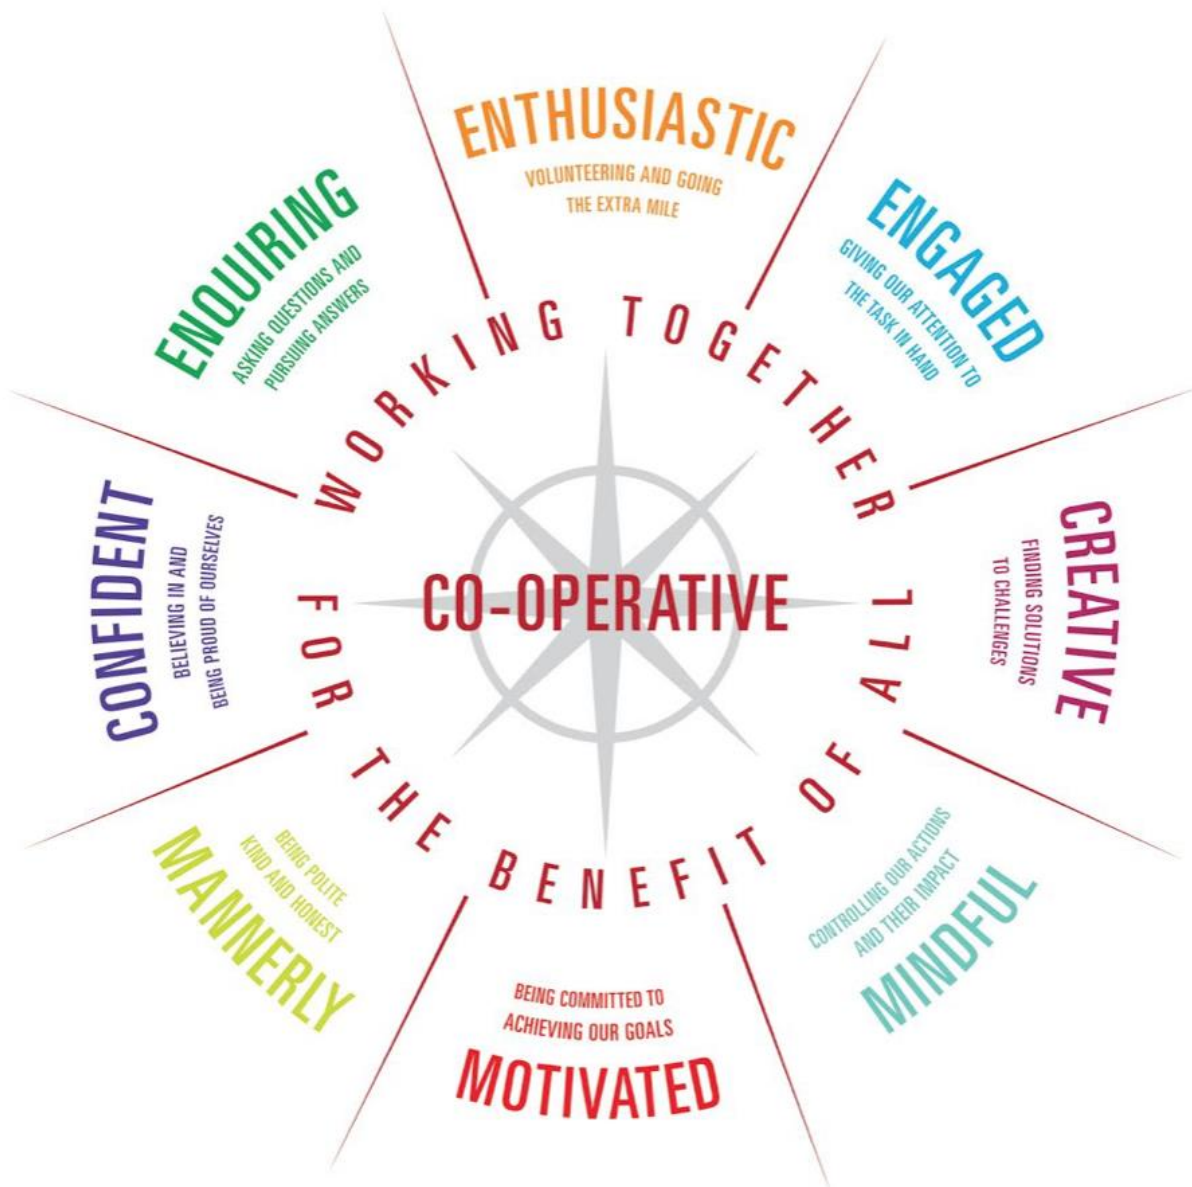 ENTHUSIASTIC
VOLUNTEERING AND GOING
THE EXTRA MILE
ENGAGED
GIVING OUR ATTENTION TO
THE TASK IN HAND
CREATIVE
FINDING SOLUTIONS
TO CHALLENGES
CONTROLLING OUR ACTIONS
AND THEIR IMPACT
MINDFUL
BEING COMMITTED TO
ACHIEVING OUR GOALS
MOTIVATED
BEING POLITE
KIND AND HONEST
MANNERLY
CONFIDENT
BELIEVING IN AND
BEING PROUD OF OURSELVES
ENQUIRING
ASKING QUESTIONS AND
PURSUING ANSWERS
CO-OPERATIVE
WORKING TOGETHER
FOR THE BENEFIT OF ALL